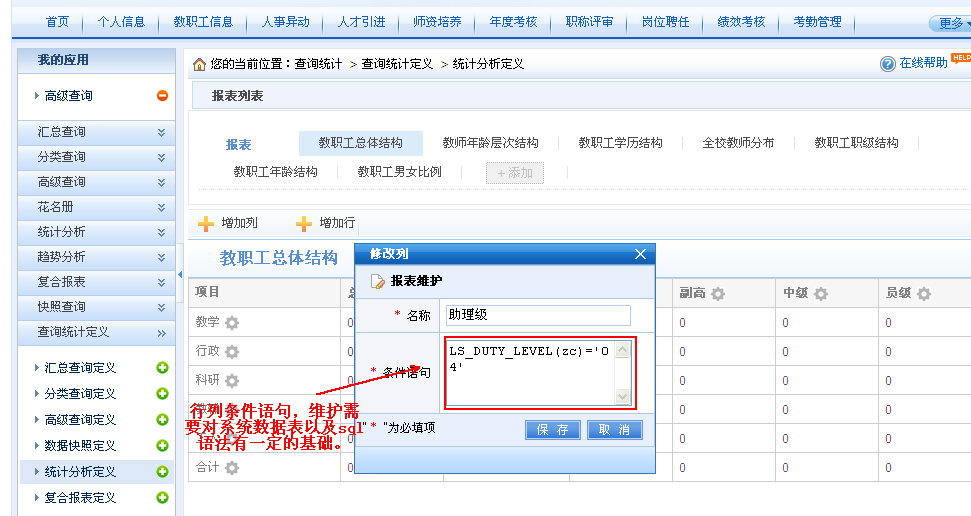 首页 个人信息 教职工信息 人事异动 人才引进 师资培养 年度考核 职称评审 岗位聘任 绩效考核 考勤管理 更多
我的应用
高级查询
汇总查询
分类查询
高级查询
花名册
统计分析
趋势分析
复合报表
快照查询
查询统计定义
汇总查询定义
分类查询定义
高级查询定义
数据快照定义
统计分析定义
复合报表定义
您的当前位置：查询统计 > 查询统计定义 > 统计分析定义
在线帮助 HELP
报表列表
报表 教职工总体结构 教师年龄层次结构 教职工学历结构 全校教师分布 教职工职级结构
教职工年龄结构 教职工男女比例 +添加
增加列 增加行
教职工总体结构
项目 副高 中级 员级
教学 0 0 0 0
行政 0 0 0 0
科研 0 0 0 0
0 0 0
0 0 0
合计 0 0 0 0
修改列
报表维护
* 名称 助理级
* 条件语句 LS_DUTY_LEVEL(zc)='0
4'
"*"为必填项
保存 取消
行列条件语句，维护需
要对系统数据表以及sql
语法有一定的基础。